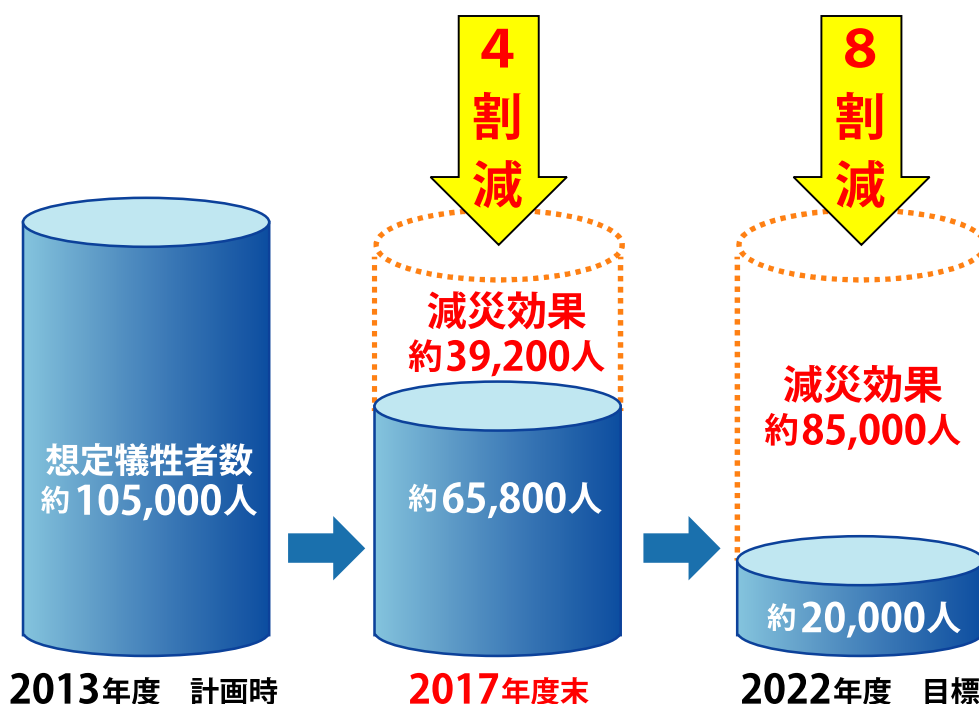 4割減
8割減
減災効果
約39,200人
減災効果
約85,000人
想定犠牲者数
約105,000人
約65,800人
約20,000人
2013年度 計画時
2017年度末
2022年度 目標